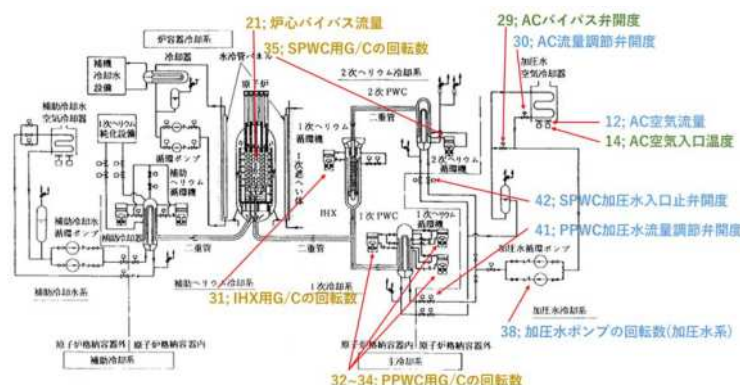 21; 炉心バイパス流量
29; ACバイパス弁開度
30; AC流量調節弁開度
35; SPWC用G/Cの回転数
炉容器冷却系
補機
冷却水
設備
冷却器
水冷管パネル
原子炉
2次ヘリウム冷却系
2次PWC
加圧水
空気冷却器
補助冷却水
空気冷却器
1次ヘリウム
純化設備
循環ポンプ
補助
ヘリウム
循環機
1次ヘリウム
循環機
二重管
2次ヘリウム
循環機
12; AC空気流量
14; AC空気入口温度
42; SPWC加圧水入口止弁開度
41; PPWC加圧水流量調節弁開度
IHX
1次PWC
1次ヘリウム
循環機
補助冷却器
補助冷却水
循環ポンプ
二重管
二重管
加圧水循環ポンプ
補助冷却水系
補助ヘリウム冷却系
1次冷却系
加圧水冷却系
31; IHX用G/Cの回転数
38; 加圧水ポンプの回転数(加圧水系)
原子炉格納容器外
原子炉格納容器内
原子炉格納容器内
原子炉格納容器外
補助冷却系
主冷却系
32~34; PPWC用G/Cの回転数